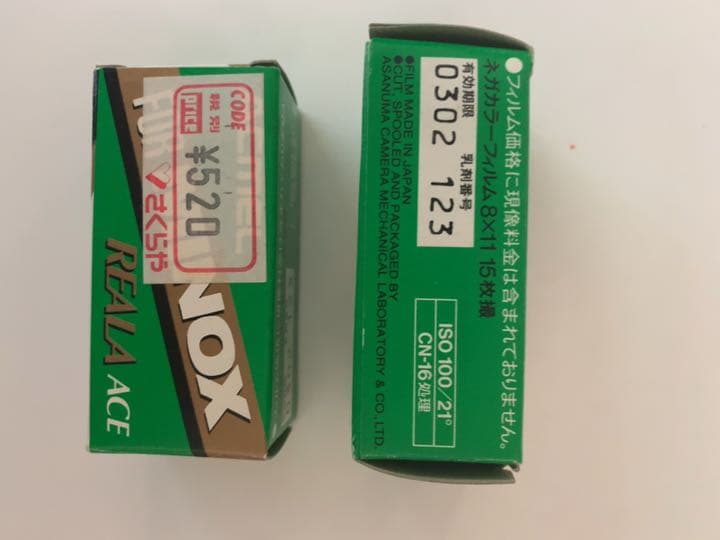 CODE
税別
price
¥520
さくらや
FOR
NOX
REALA ACE
●フィルム価格に現像料金は含まれておりません。
ネガカラーフィルム 8×11 15枚撮
有効期限 乳剤番号
0302 123
●FILM MADE IN JAPAN
●CUT, SPOOLED AND PACKAGED BY
ASANUMA CAMERA MECHANICAL LABORATORY & CO., LTD.
ISO 100/21°
CN-16処理